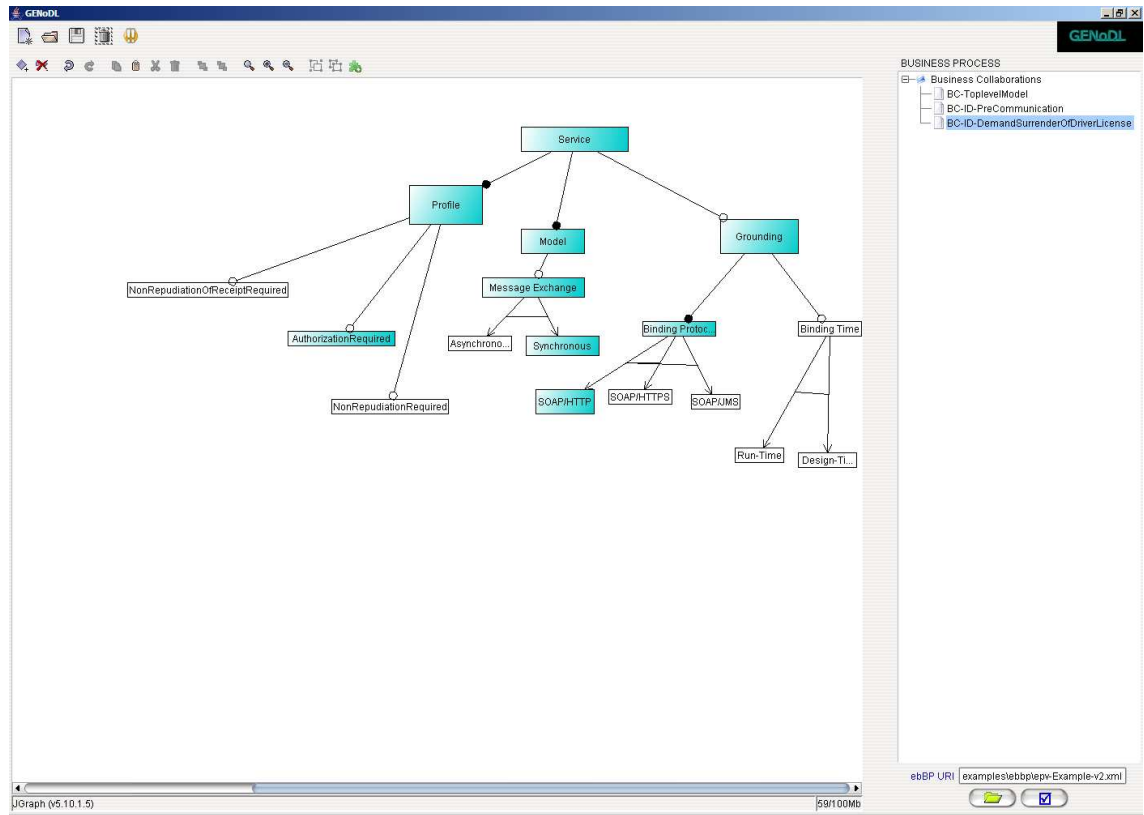 GENoDL
GENoDL
BUSINESS PROCESS
Business Collaborations
BC-ToplevelModel
BC-ID-PreCommunication
BC-ID-DemandSurrenderOfDriverLicense
Service
Profile
Model
Grounding
Message Exchange
NonRepudiationOfReceiptRequired
AuthorizationRequired
Asynchrono...
Synchronous
Binding Protoc...
Binding Time
NonRepudiationRequired
SOAP/HTTP
SOAP/HTTPS
SOAP/JMS
Run-Time
Design-Ti...
ebBP URI examples\ebbp\epv-Example-v2.xml
JGraph (v5.10.1.5)
59/100Mb